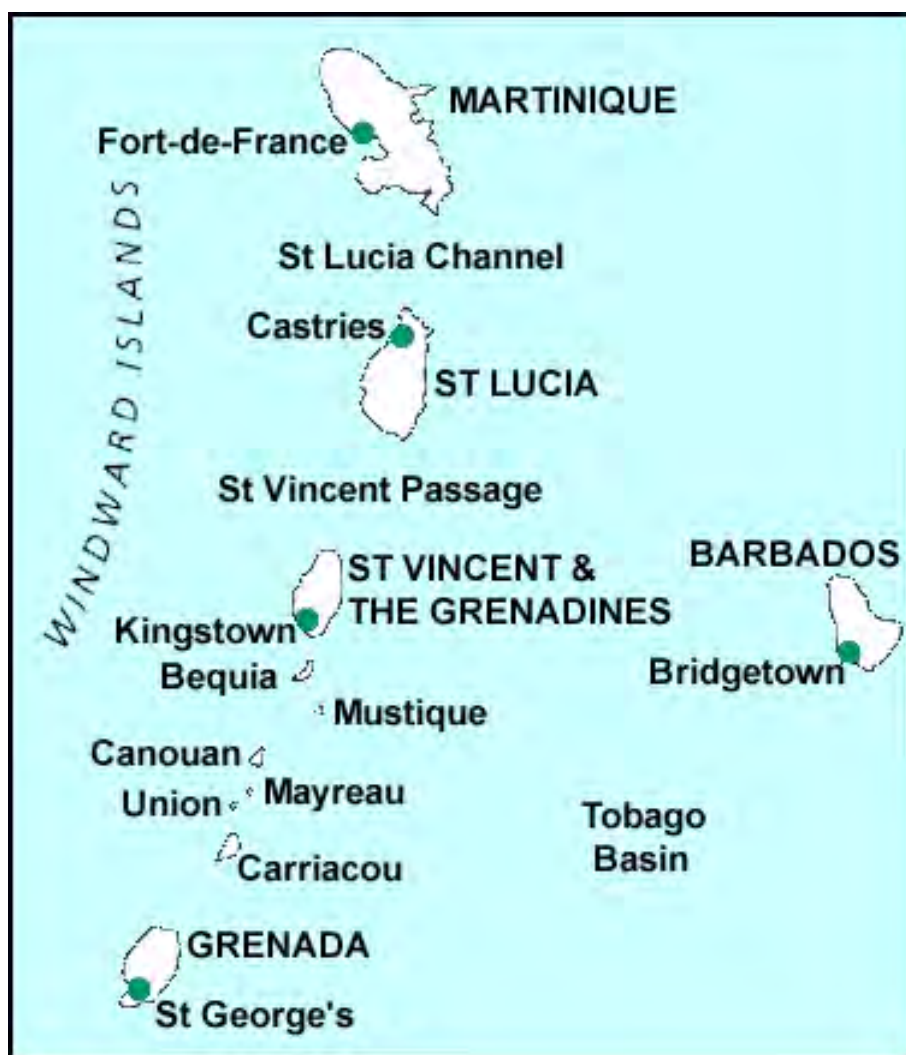 MARTINIQUE
Fort-de-France
WINDWARD ISLANDS
St Lucia Channel
Castries
ST LUCIA
St Vincent Passage
ST VINCENT &
THE GRENADINES
BARBADOS
Kingstown
Bridgetown
Bequia
Mustique
Canouan
Mayreau
Union
Tobago
Basin
Carriacou
GRENADA
St George's